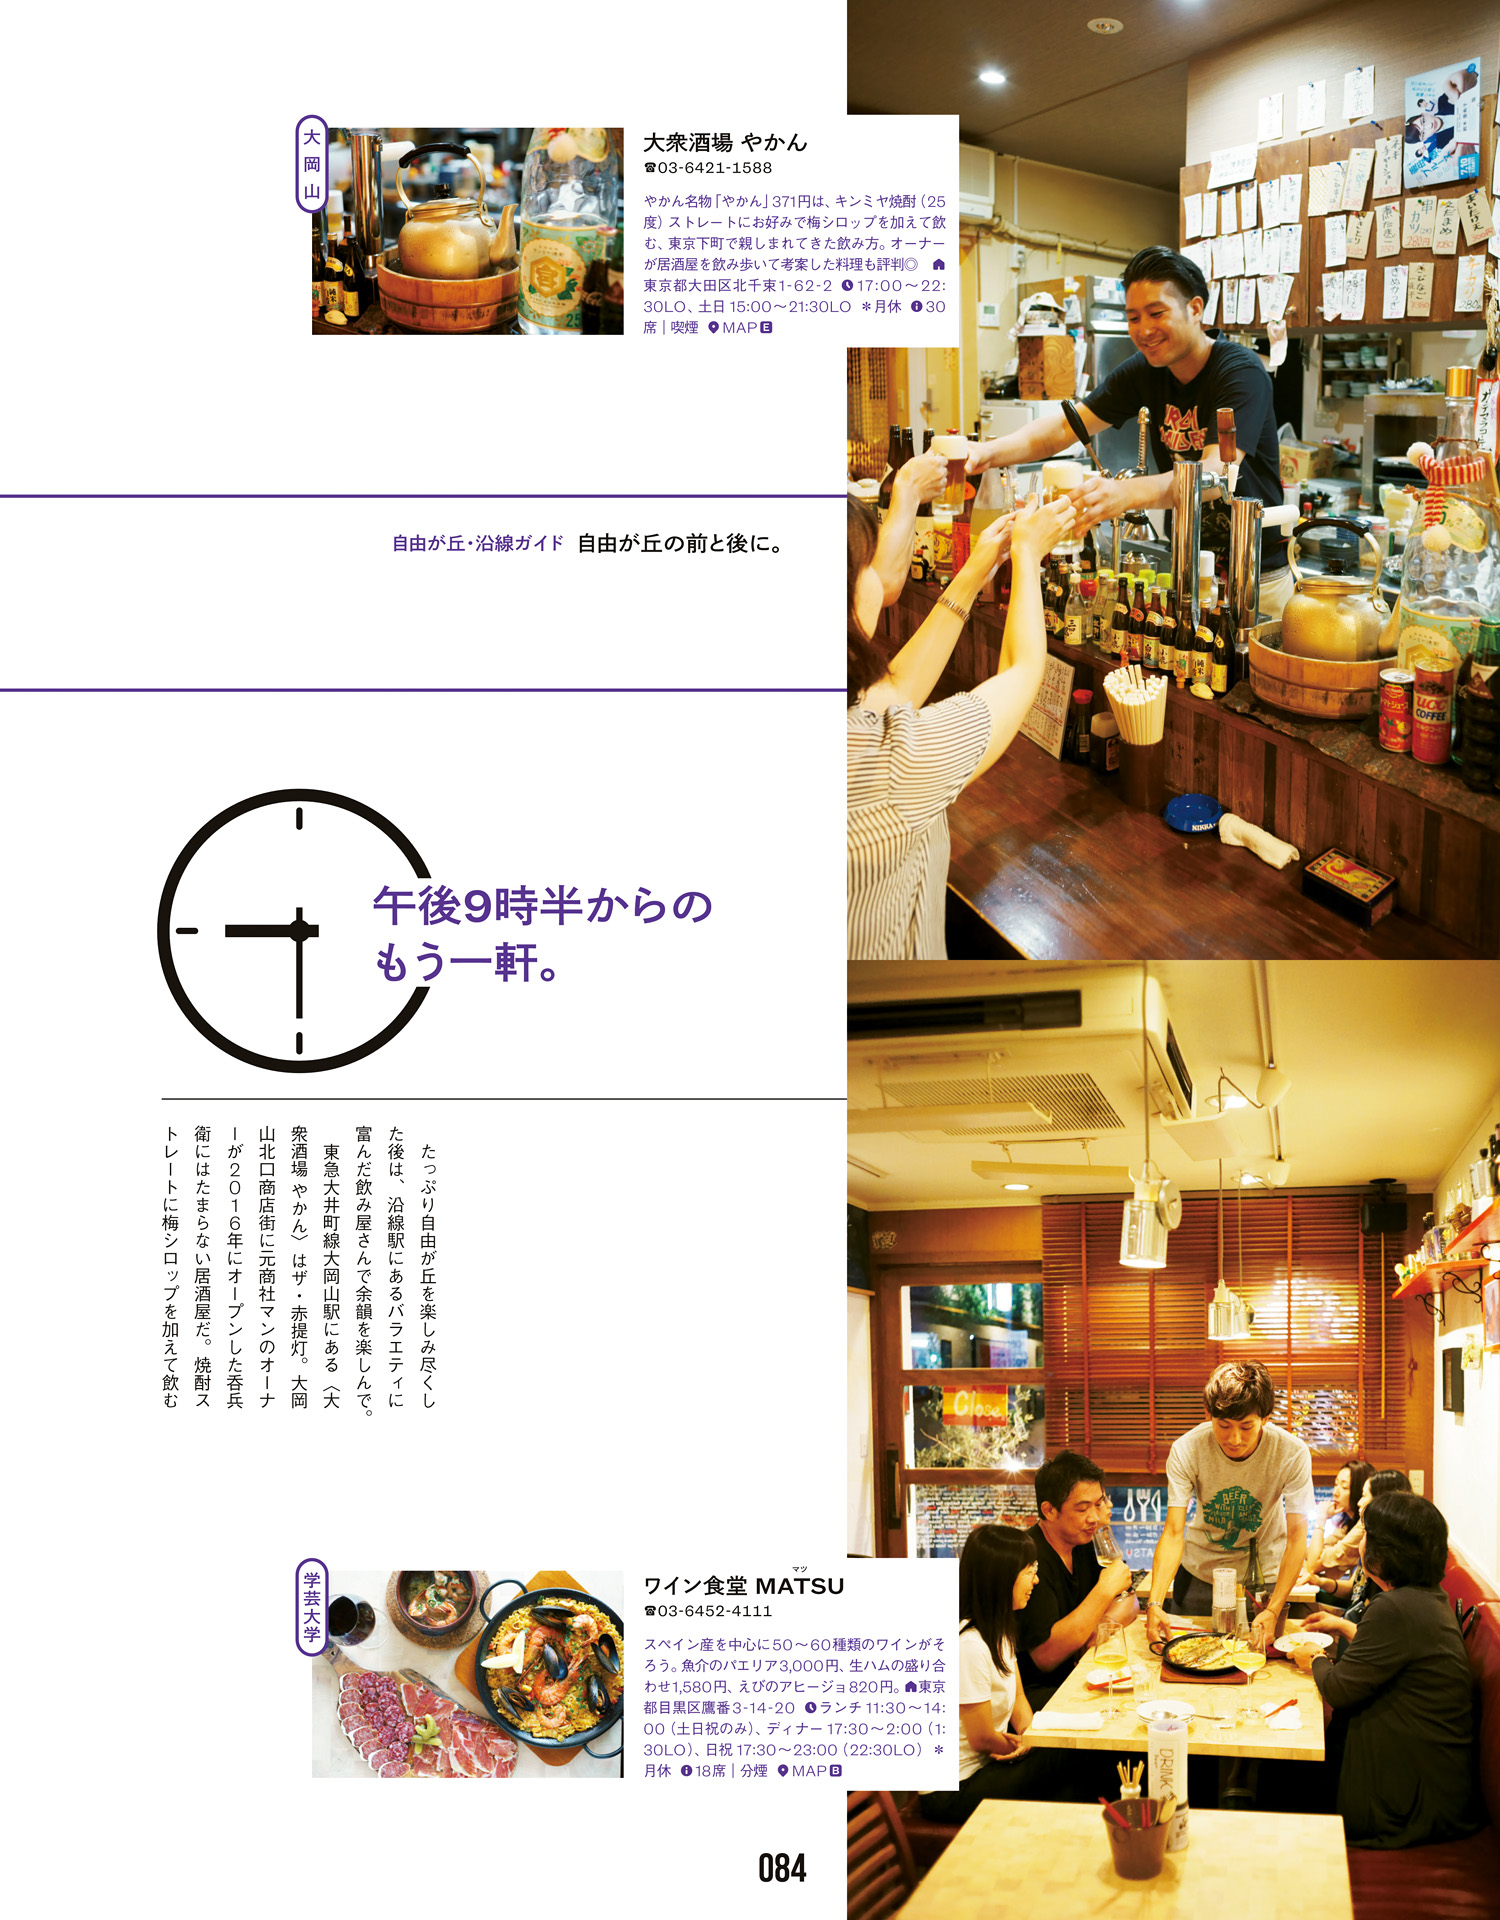 大岡山
大衆酒場 やかん
☎03-6421-1588
やかん名物「やかん」371円は、キンミヤ焼酎（25
度）ストレートにお好みで梅シロップを加えて飲
む、東京下町で親しまれてきた飲み方。オーナー
が居酒屋を飲み歩いて考案した料理も評判◎
東京都大田区北千束1-62-2 17:00〜22:
30LO、土日 15:00〜21:30LO ＊月休 30
席｜喫煙 MAP E
自由が丘・沿線ガイド 自由が丘の前と後に。
午後9時半からの
もう一軒。
たっぷり自由が丘を楽しみ尽くし
た後は、沿線駅にあるバラエティに
富んだ飲み屋さんで余韻を楽しんで。
東急大井町線大岡山駅にある〈大
衆酒場 やかん〉はザ・赤提灯。大岡
山北口商店街に元商社マンのオーナ
ーが2016年にオープンした呑兵
衛にはたまらない居酒屋だ。焼酎ス
トレートに梅シロップを加えて飲む
学芸大学
マツ
ワイン食堂 MATSU
☎03-6452-4111
スペイン産を中心に50〜60種類のワインがそ
ろう。魚介のパエリア3,000円、生ハムの盛り合
わせ1,580円、えびのアヒージョ820円。東京
都目黒区鷹番3-14-20 ランチ 11:30〜14:
00（土日祝のみ）、ディナー 17:30〜2:00（1:
30LO）、日祝 17:30〜23:00（22:30LO）＊
月休 18席｜分煙 MAP B
084
UCC
COFFEE
NIKKA
Close
BEER
DRINK